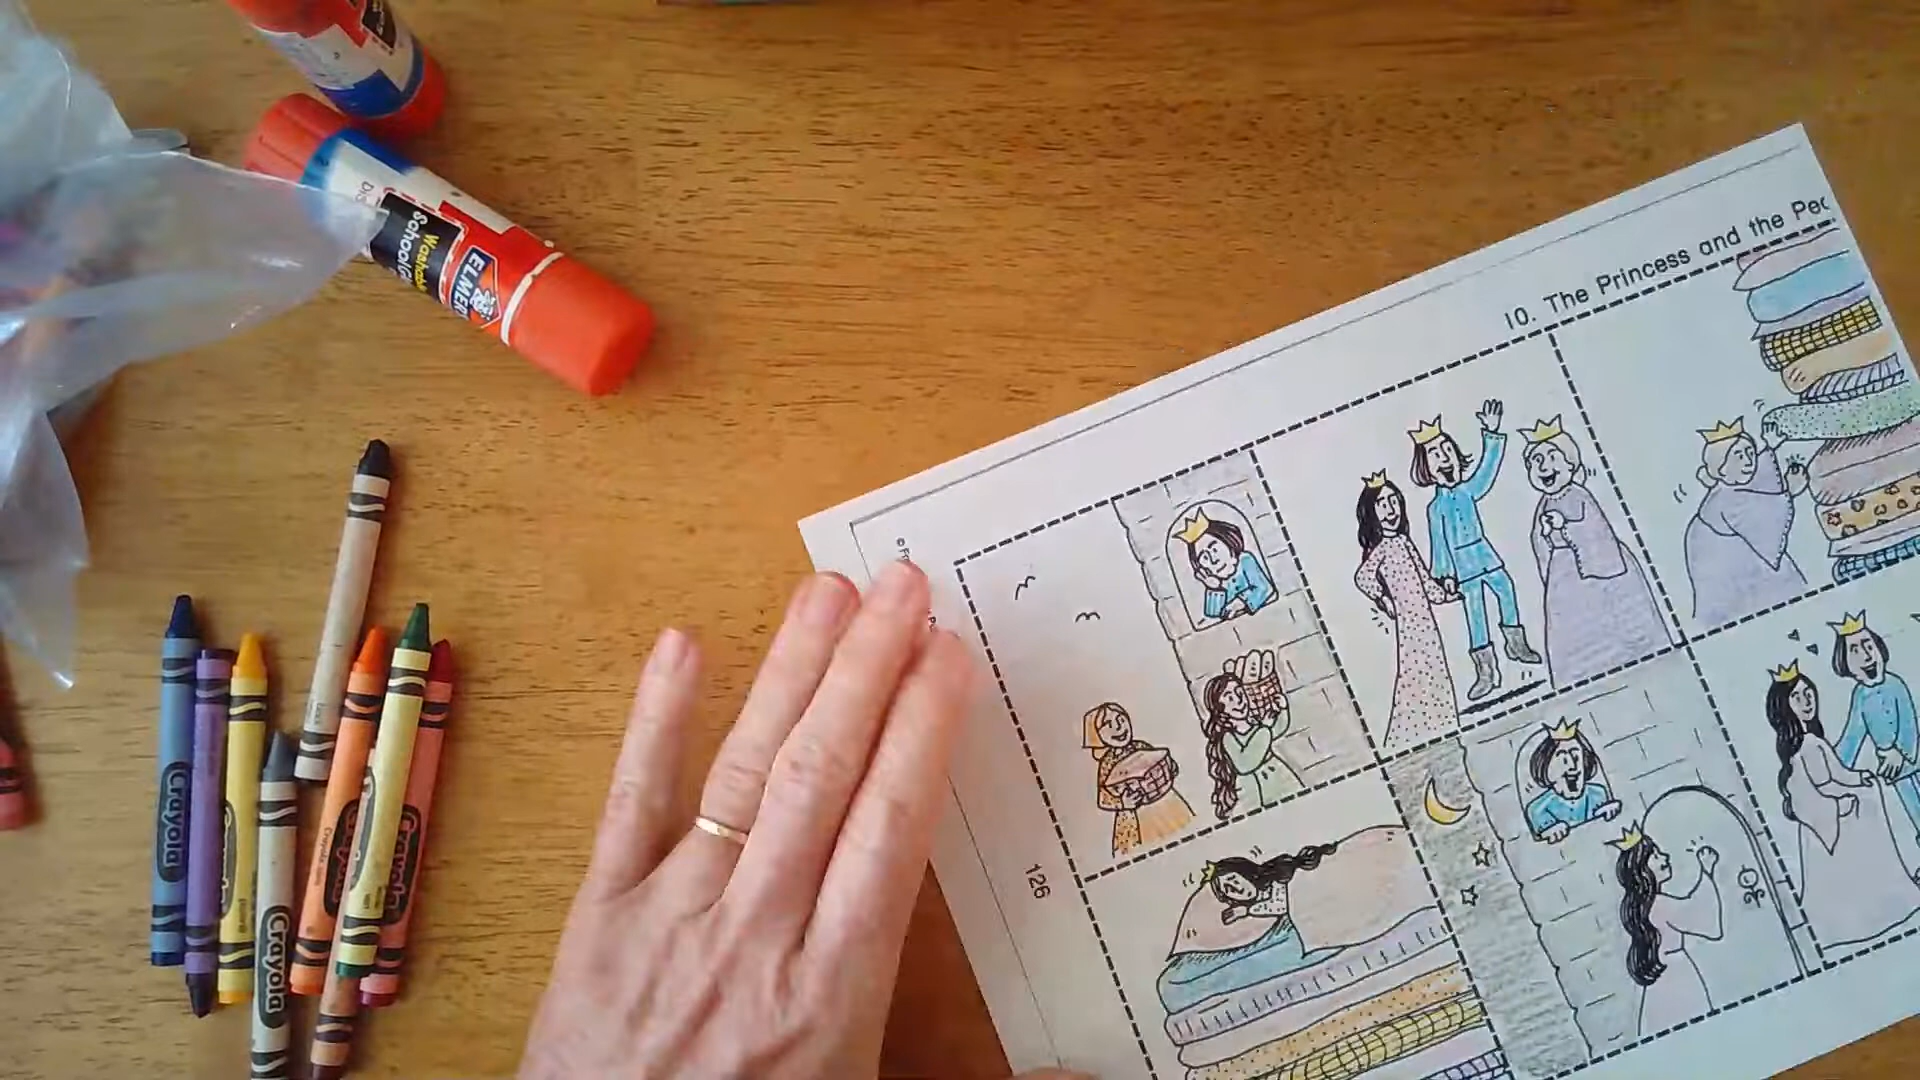 Washable
School
ELMER
10. The Princess and the Pea
126
Crayola
Crayola
Crayola
Crayola